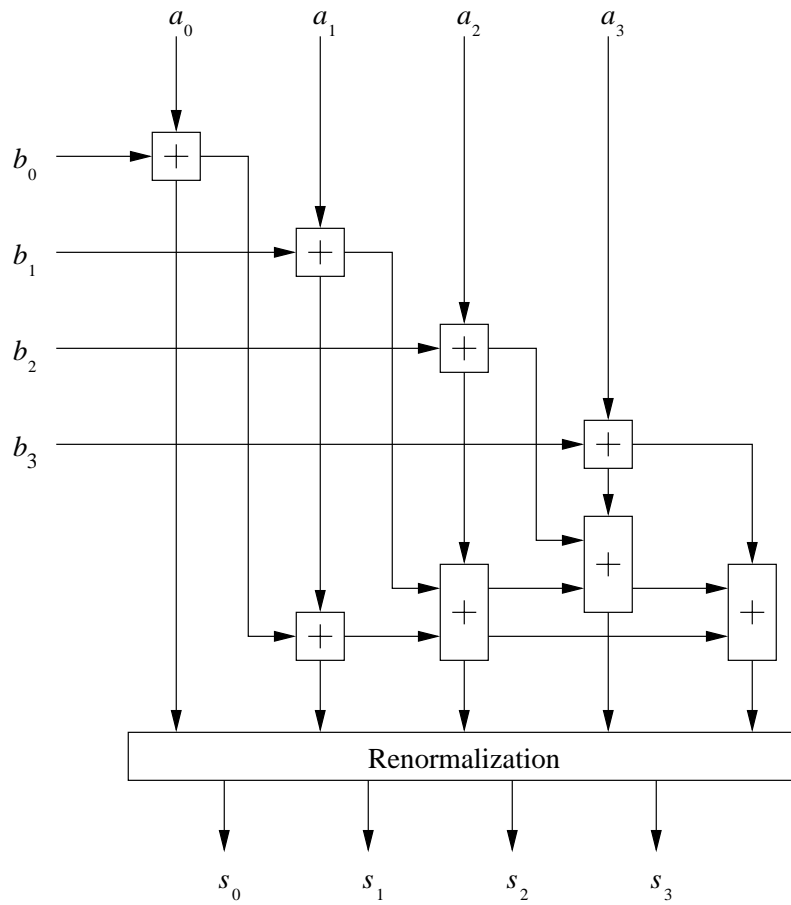 a₀ a₁ a₂ a₃
b₀ +
b₁ +
b₂ +
b₃ +
+
+ +
+
Renormalization
s₀ s₁ s₂ s₃